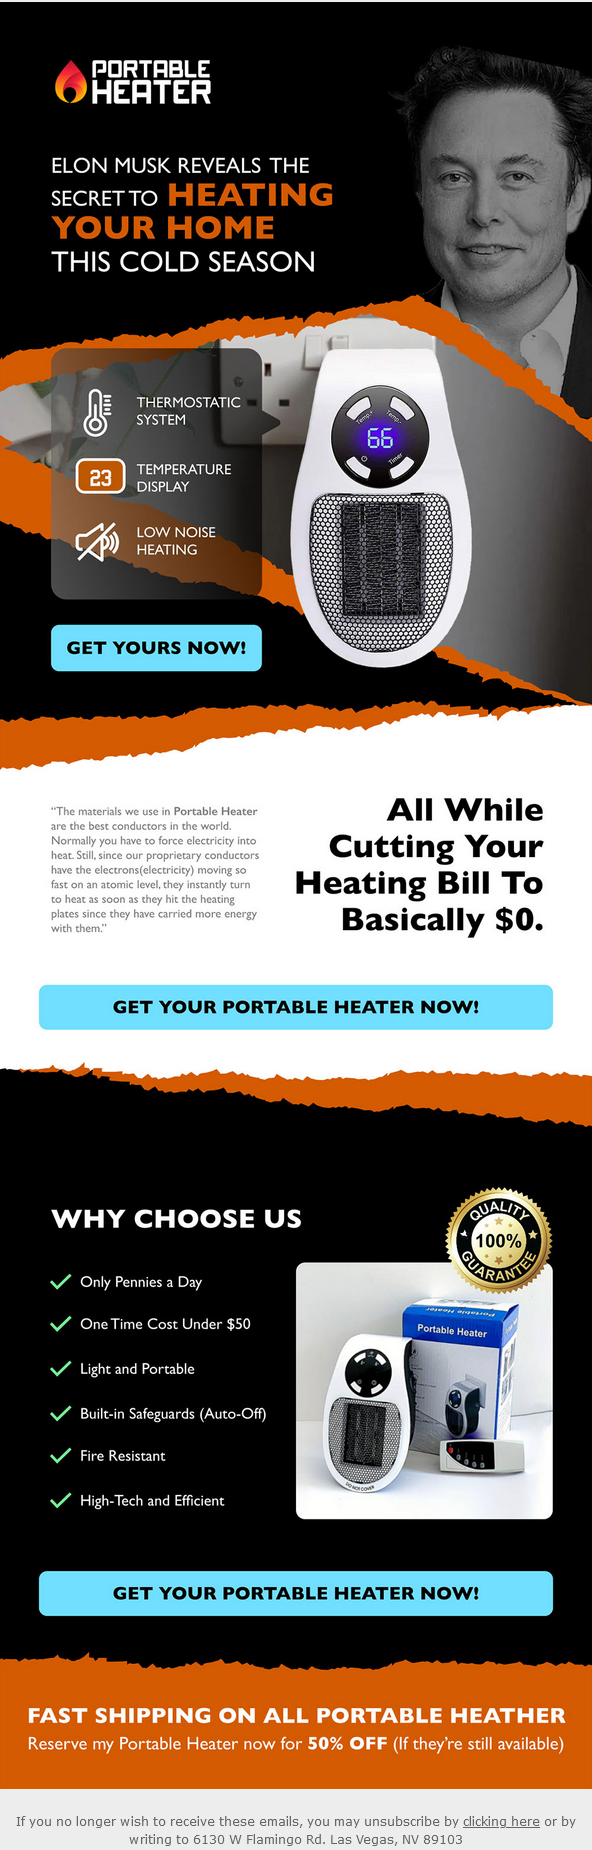 PORTABLE
HEATER
ELON MUSK REVEALS THE
SECRET TO HEATING
YOUR HOME
THIS COLD SEASON
THERMOSTATIC
SYSTEM
23
TEMPERATURE
DISPLAY
LOW NOISE
HEATING
Temp+
Temp-
66
Timer
GET YOURS NOW!
“The materials we use in Portable Heater
are the best conductors in the world.
Normally you have to force electricity into
heat. Still, since our proprietary conductors
have the electrons(electricity) moving so
fast on an atomic level, they instantly turn
to heat as soon as they hit the heating
plates since they have carried more energy
with them.”
All While
Cutting Your
Heating Bill To
Basically $0.
GET YOUR PORTABLE HEATER NOW!
WHY CHOOSE US
Only Pennies a Day
One Time Cost Under $50
Light and Portable
Built-in Safeguards (Auto-Off)
Fire Resistant
High-Tech and Efficient
QUALITY
100%
GUARANTEE
Portable Heater
Portable Heater
DO NOT COVER
GET YOUR PORTABLE HEATER NOW!
FAST SHIPPING ON ALL PORTABLE HEATHER
Reserve my Portable Heater now for 50% OFF (If they’re still available)
If you no longer wish to receive these emails, you may unsubscribe by clicking here or by
writing to 6130 W Flamingo Rd. Las Vegas, NV 89103